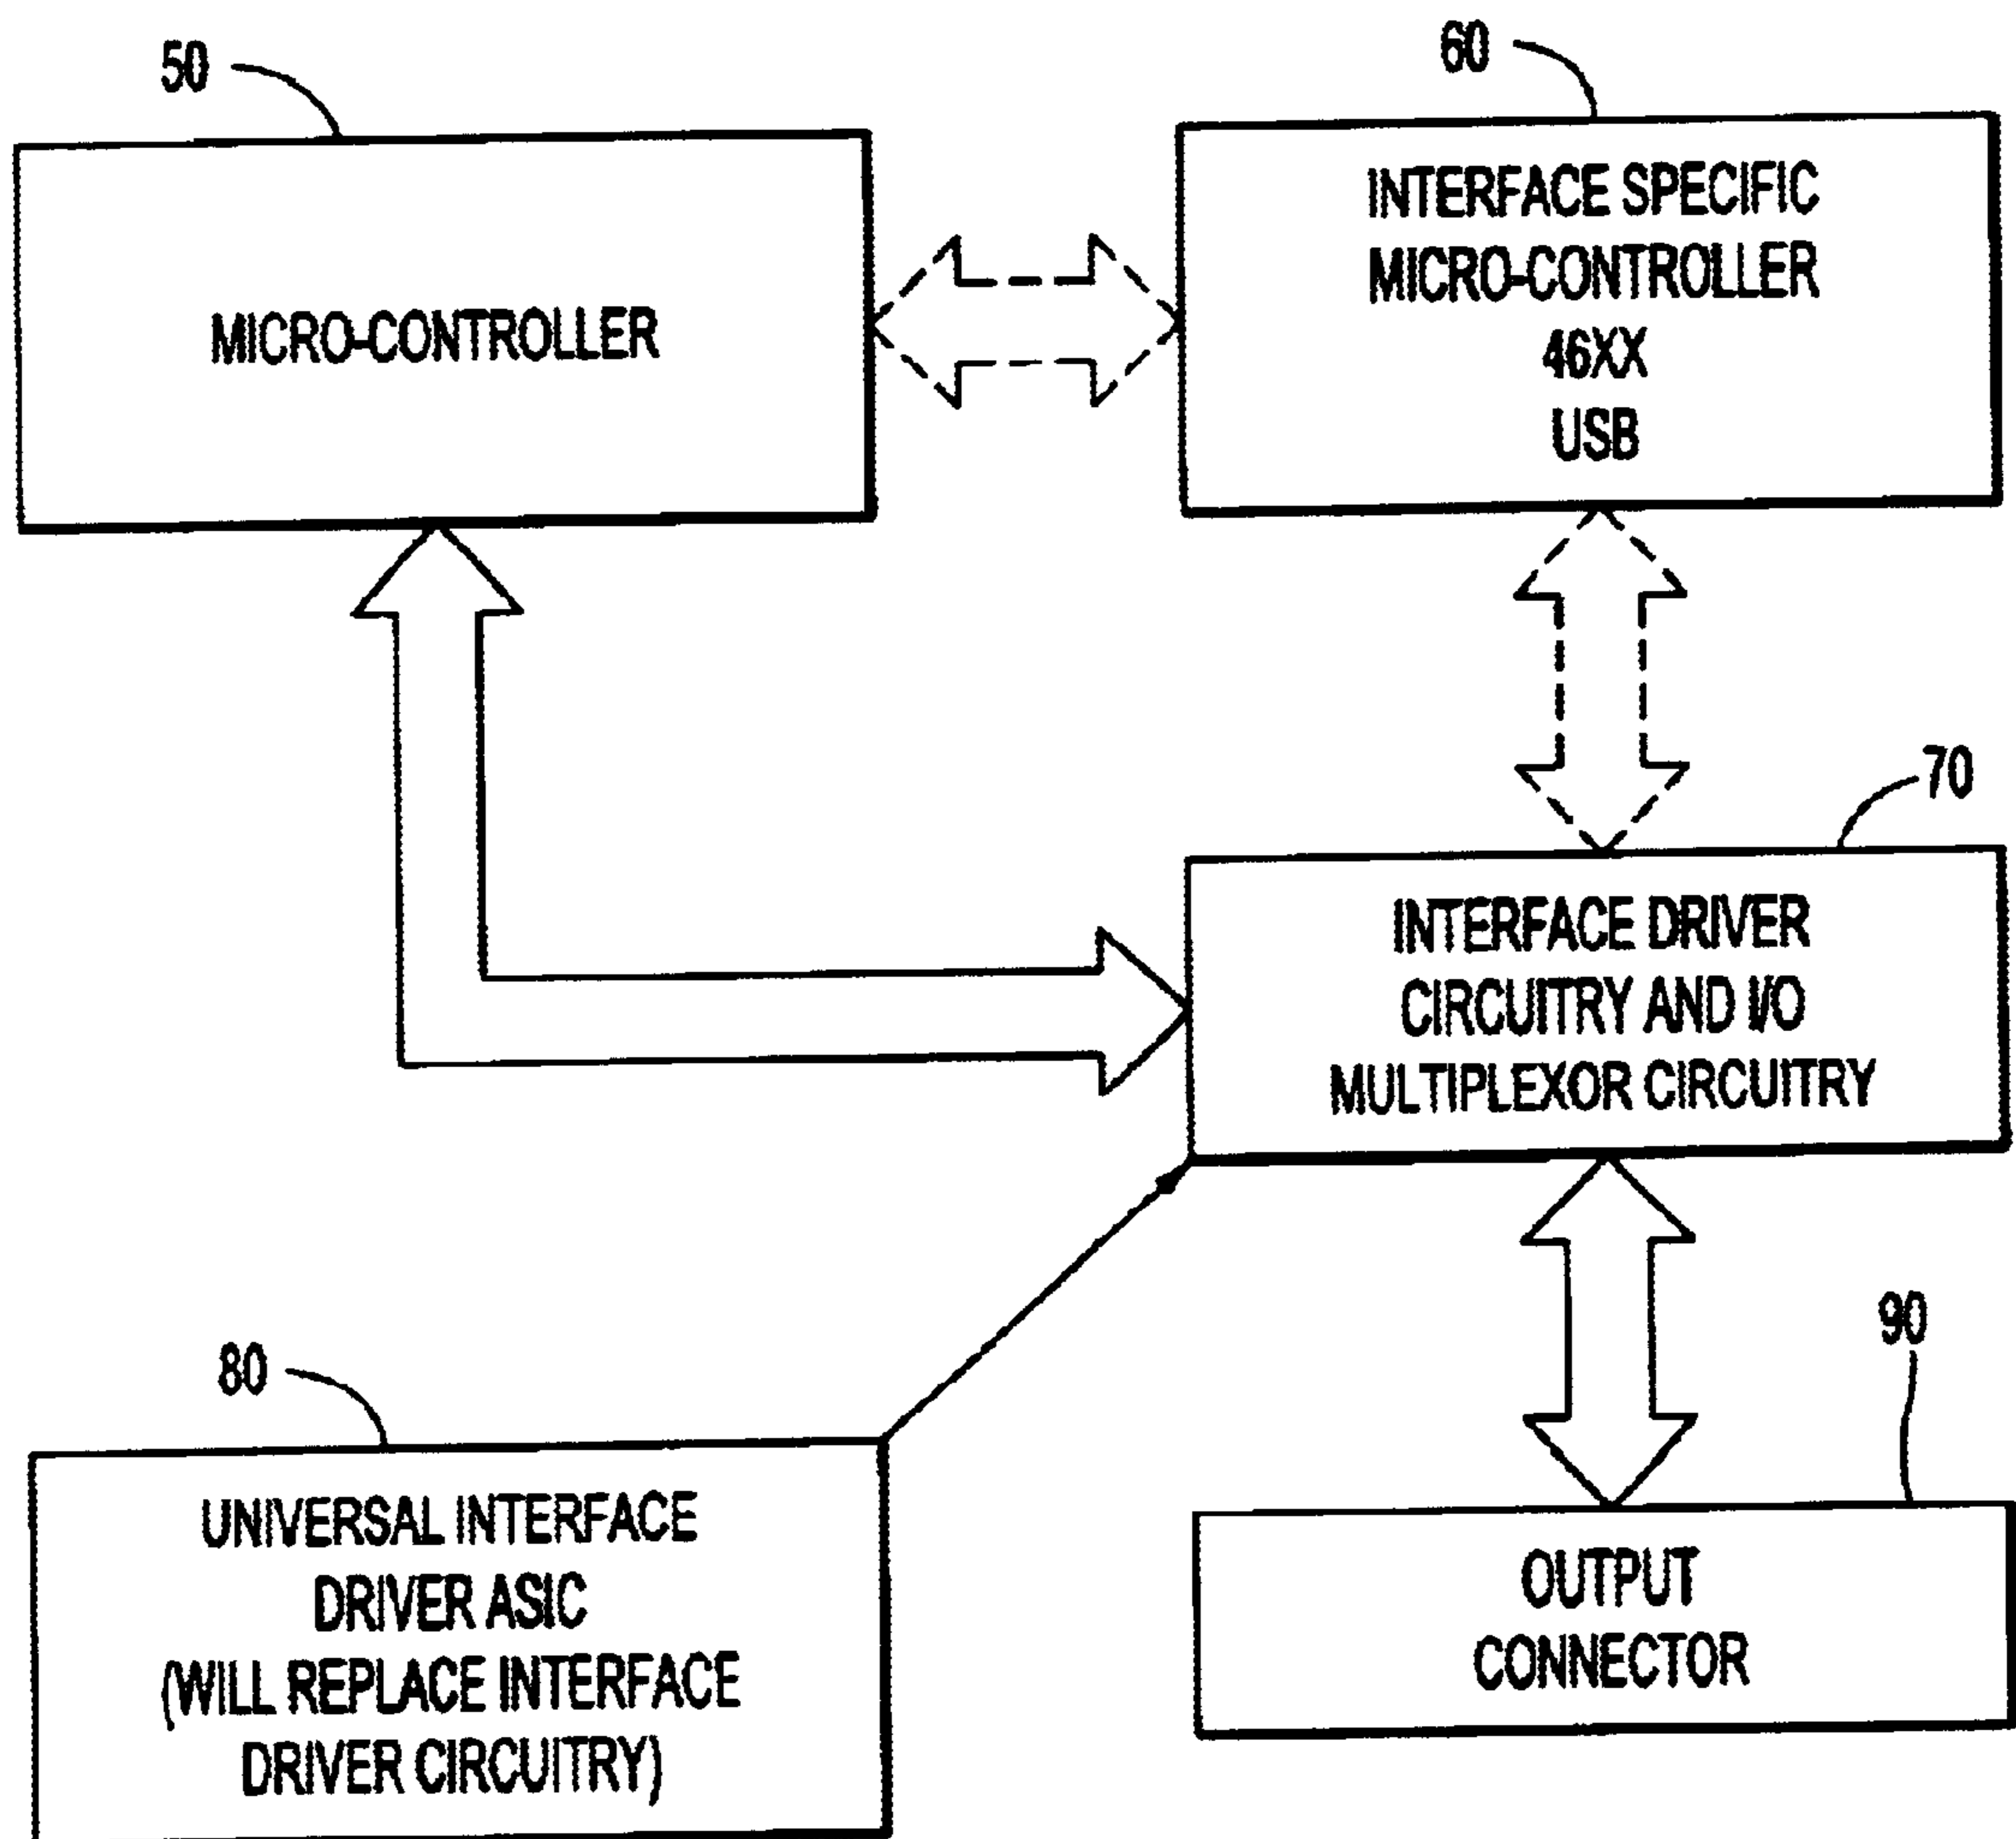 50
MICRO-CONTROLLER
60
INTERFACE SPECIFIC
MICRO-CONTROLLER
46XX
USB
70
INTERFACE DRIVER
CIRCUITRY AND I/O
MULTIPLEXOR CIRCUITRY
80
UNIVERSAL INTERFACE
DRIVER ASIC
(WILL REPLACE INTERFACE
DRIVER CIRCUITRY)
90
OUTPUT
CONNECTOR